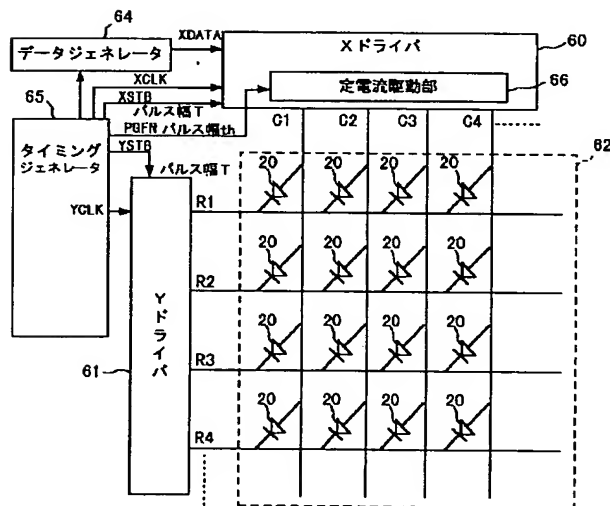 64
データジェネレータ
XDATA
Xドライバ
60
定電流駆動部
66
65
XCLK
XSTB
パルス幅T
タイミング
ジェネレータ
PGFN パルス幅th
YSTB
パルス幅T
YCLK
C1 C2 C3 C4
62
20 20 20 20
R1
20 20 20 20
R2
Yドライバ
61
20 20 20 20
R3
20 20 20 20
R4